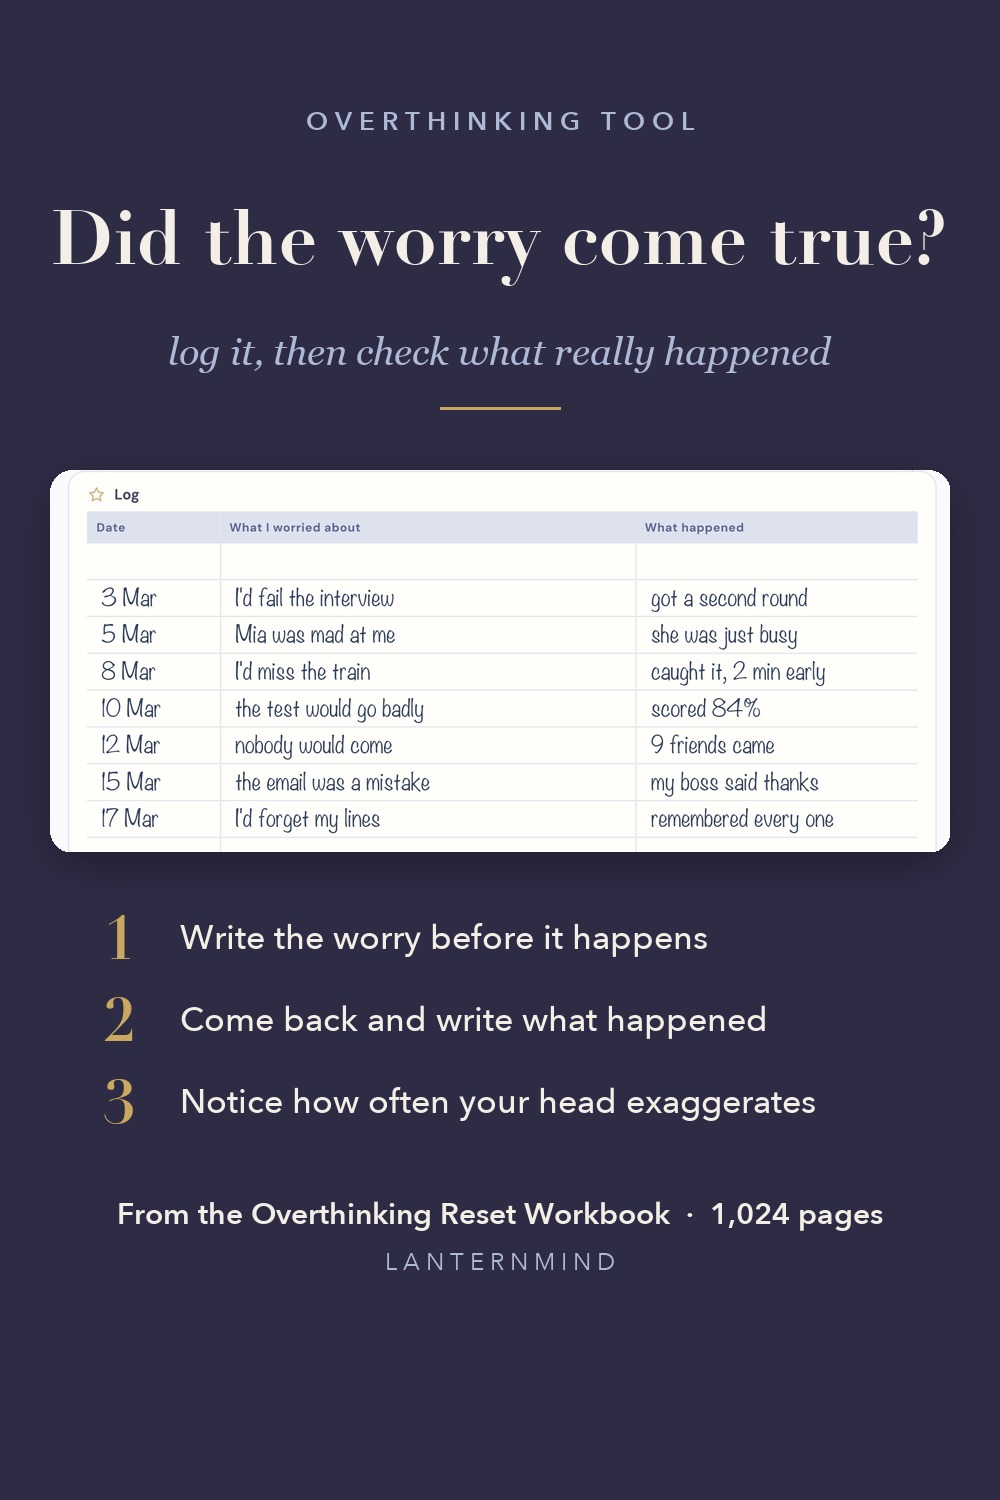 OVERTHINKING TOOL
Did the worry come true?
log it, then check what really happened
Log
Date What I worried about What happened
3 Mar I'd fail the interview got a second round
5 Mar Mia was mad at me she was just busy
8 Mar I'd miss the train caught it, 2 min early
10 Mar the test would go badly scored 84%
12 Mar nobody would come 9 friends came
15 Mar the email was a mistake my boss said thanks
17 Mar I'd forget my lines remembered every one
1 Write the worry before it happens
2 Come back and write what happened
3 Notice how often your head exaggerates
From the Overthinking Reset Workbook · 1,024 pages
LANTERNMIND